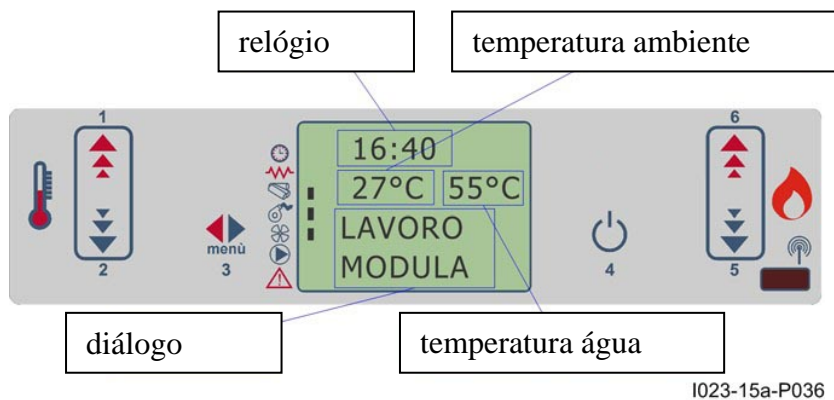 relógio
temperatura ambiente
1
6
16:40
27°C 55°C
LAVORO
MODULA
menù
2
3
4
5
diálogo
temperatura água
I023-15a-P036